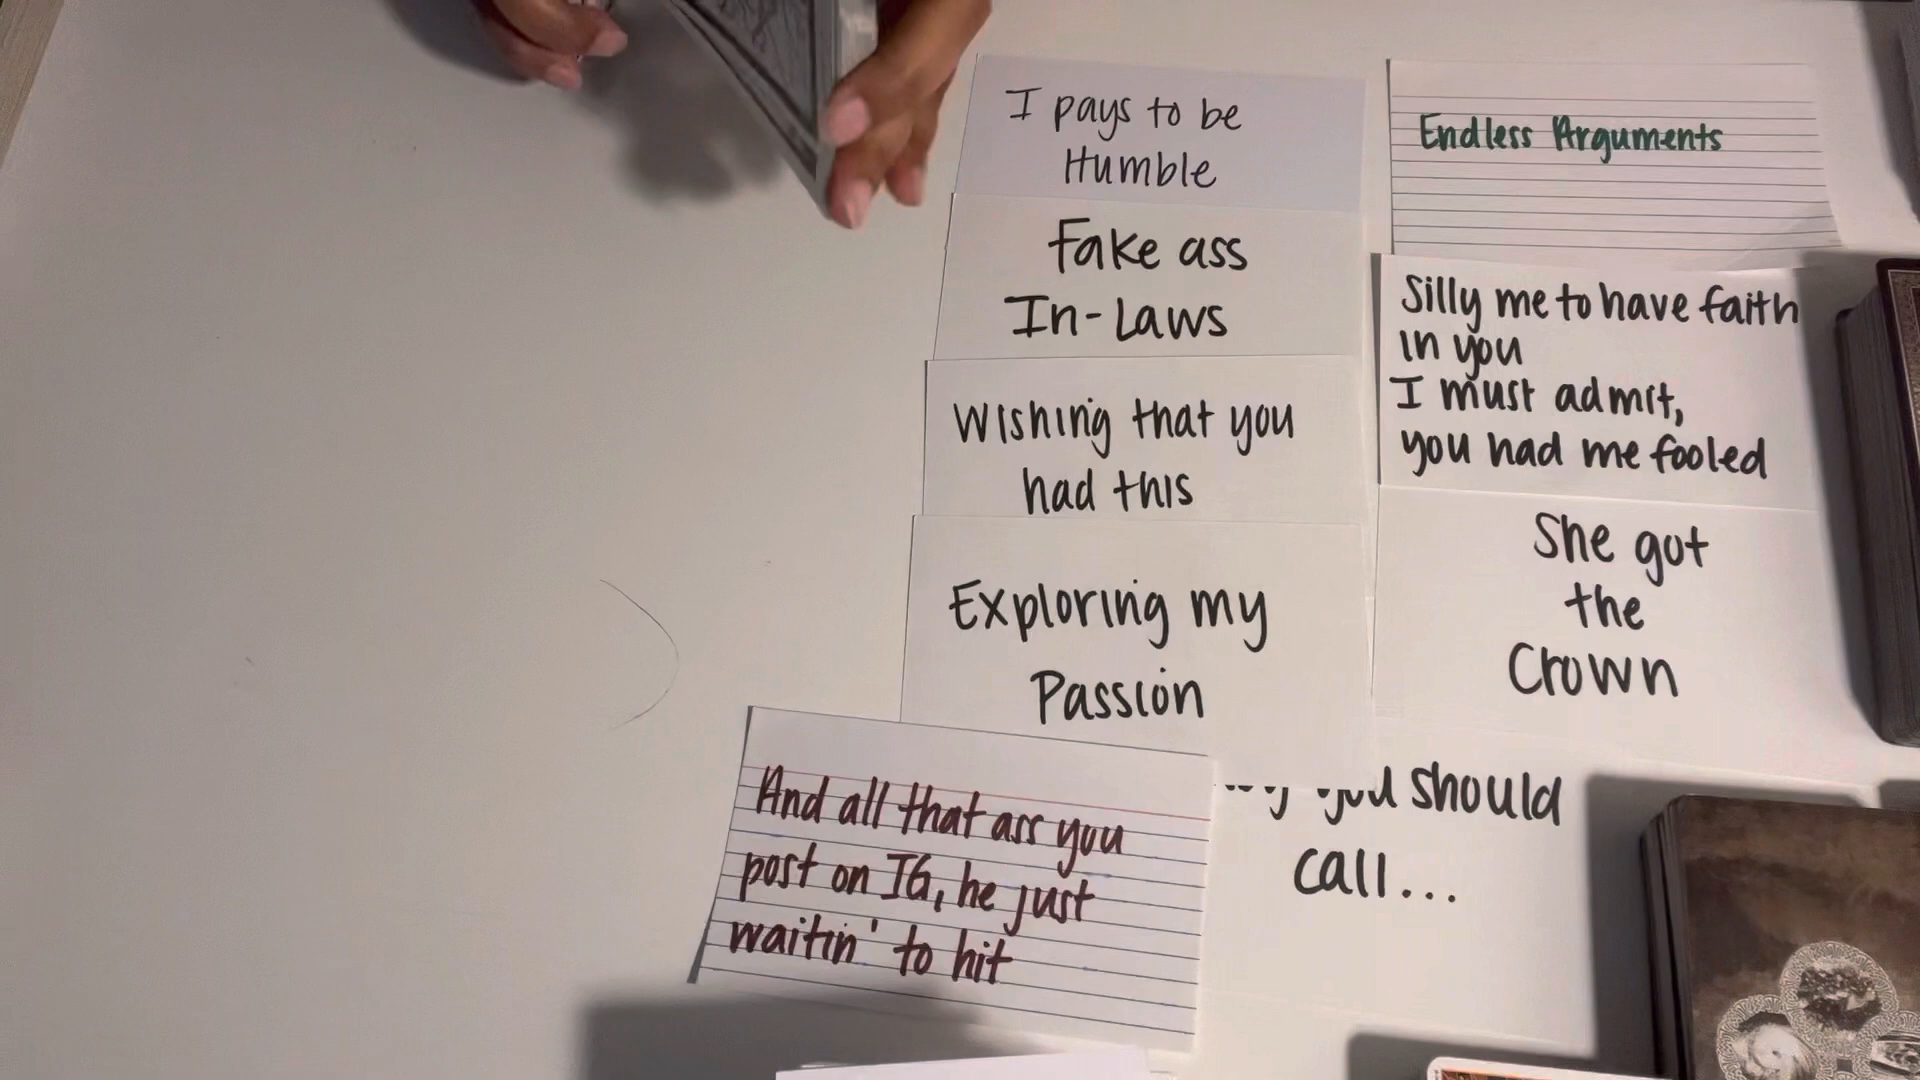 I pays to be
Humble
Fake ass
In-Laws
Wishing that you
had this
Exploring my
Passion
And all that ass you
post on IG, he just
waitin' to hit
Endless Arguments
Silly me to have faith
in you
I must admit,
you had me fooled
She got
the
Crown
you should
call...